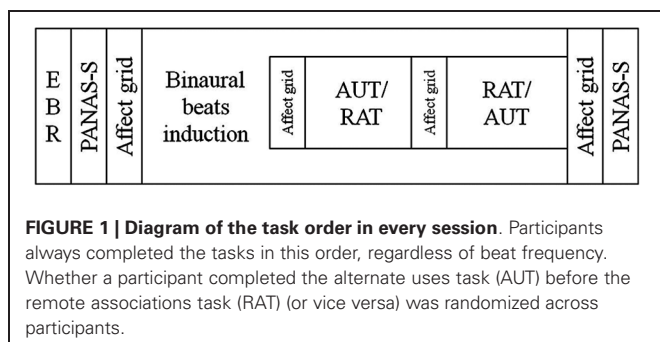 E
B
R
PANAS-S
Affect grid
Binaural
beats
induction
Affect grid
AUT/
RAT
Affect grid
RAT/
AUT
Affect grid
PANAS-S
FIGURE 1 | Diagram of the task order in every session. Participants
always completed the tasks in this order, regardless of beat frequency.
Whether a participant completed the alternate uses task (AUT) before the
remote associations task (RAT) (or vice versa) was randomized across
participants.